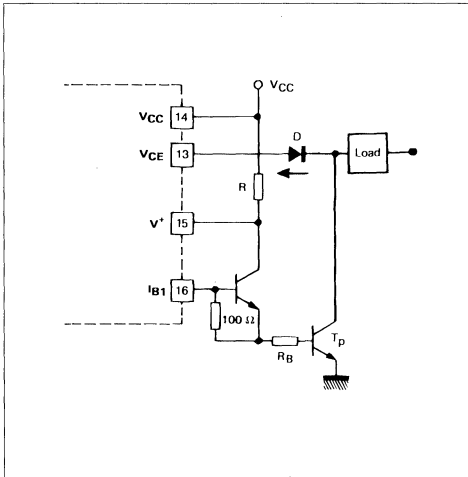 VCC
VCC 14
D
VCE 13
Load
R
V+ 15
IB1 16
100 Ω
RB
Tp